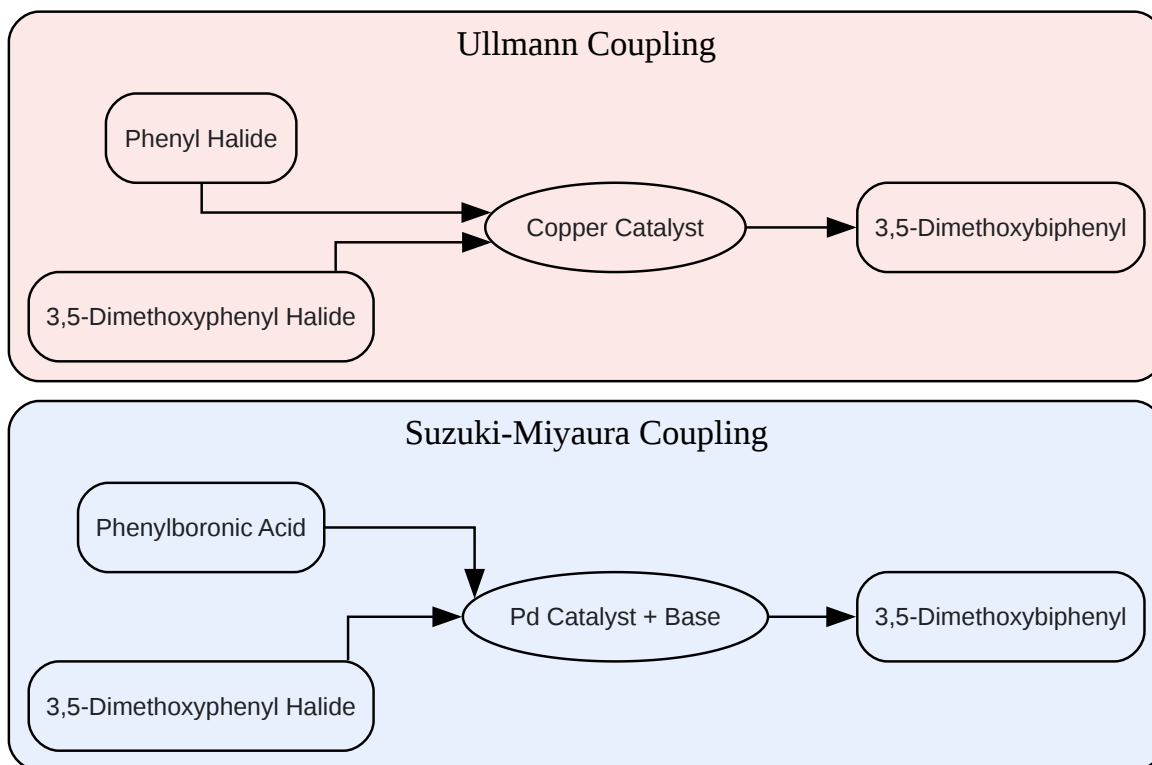 Ullmann Coupling
Phenyl Halide
Copper Catalyst
3,5-Dimethoxybiphenyl
3,5-Dimethoxyphenyl Halide
Suzuki-Miyaura Coupling
Phenylboronic Acid
Pd Catalyst + Base
3,5-Dimethoxybiphenyl
3,5-Dimethoxyphenyl Halide